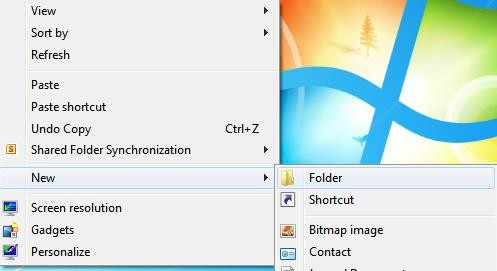 View
Sort by
Refresh
Paste
Paste shortcut
Undo Copy Ctrl+Z
Shared Folder Synchronization
New
Screen resolution
Gadgets
Personalize
Folder
Shortcut
Bitmap image
Contact